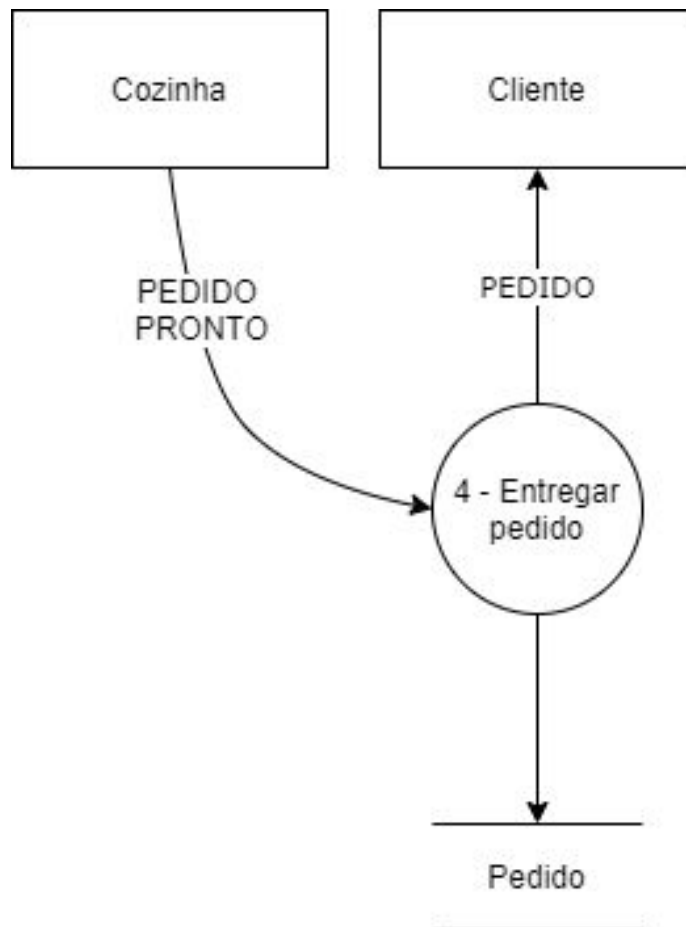 Cozinha
Cliente
PEDIDO
PRONTO
PEDIDO
4 - Entregar
pedido
Pedido